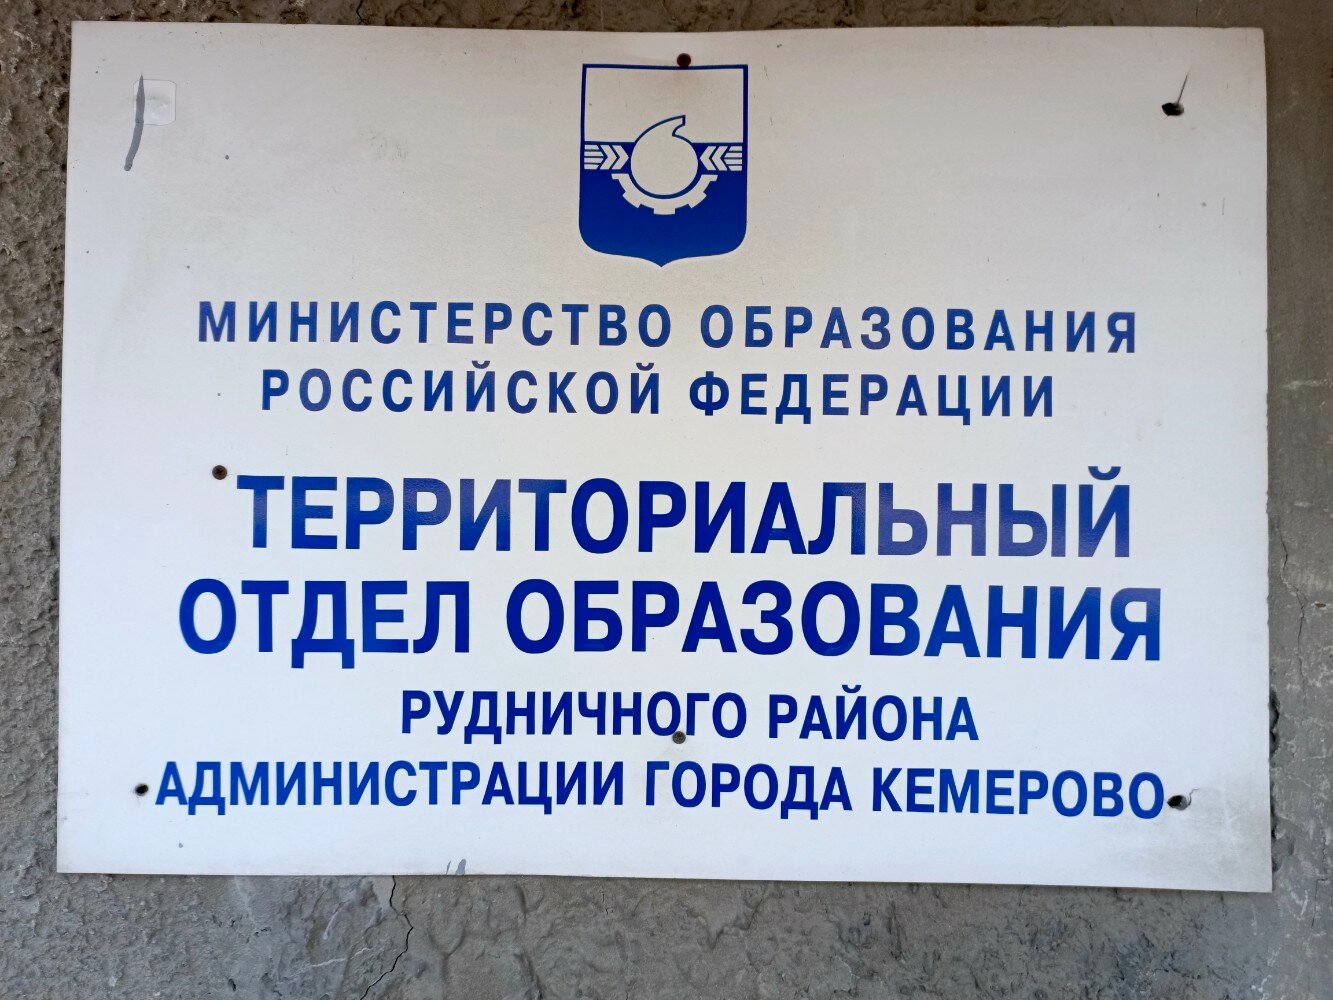 МИНИСТЕРСТВО ОБРАЗОВАНИЯ
РОССИЙСКОЙ ФЕДЕРАЦИИ
ТЕРРИТОРИАЛЬНЫЙ
ОТДЕЛ ОБРАЗОВАНИЯ
РУДНИЧНОГО РАЙОНА
АДМИНИСТРАЦИИ ГОРОДА КЕМЕРОВО